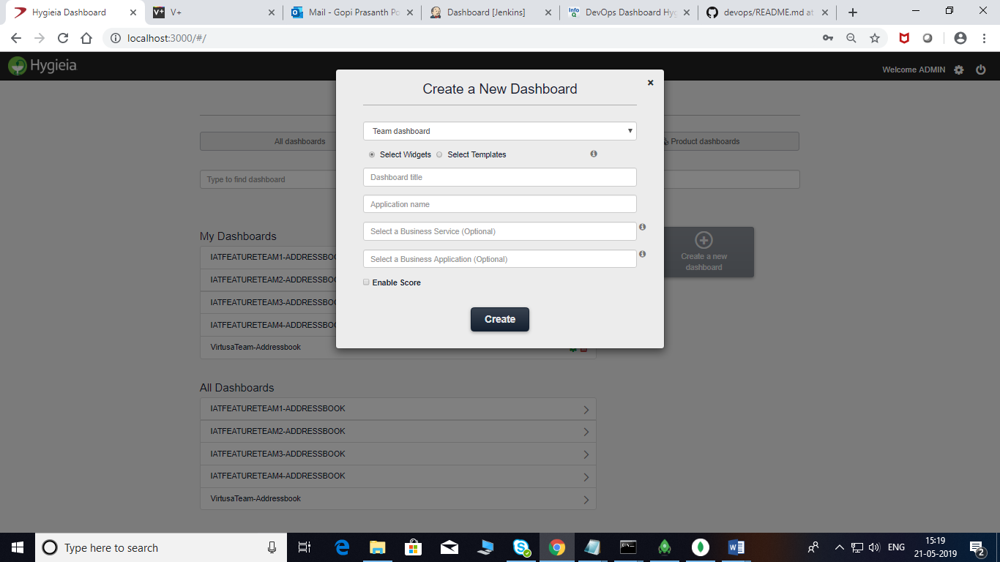 Hygieia Dashboard
V+
Mail - Gopi Prasanth Po
Dashboard [Jenkins]
DevOps Dashboard Hyg
devops/README.md at
localhost:3000/#/
Hygieia
Welcome ADMIN
Create a New Dashboard
Team dashboard
Select Widgets
Select Templates
Dashboard title
Application name
Select a Business Service (Optional)
Select a Business Application (Optional)
Enable Score
Create
All dashboards
Product dashboards
Type to find dashboard
My Dashboards
IATFEATURETEAM1-ADDRESSBOO
IATFEATURETEAM2-ADDRESSBOO
IATFEATURETEAM3-ADDRESSBOO
IATFEATURETEAM4-ADDRESSBOO
VirtusaTeam-Addressbook
Create a new
dashboard
All Dashboards
IATFEATURETEAM1-ADDRESSBOOK
IATFEATURETEAM2-ADDRESSBOOK
IATFEATURETEAM3-ADDRESSBOOK
IATFEATURETEAM4-ADDRESSBOOK
VirtusaTeam-Addressbook
Type here to search
ENG
15:19
21-05-2019
2